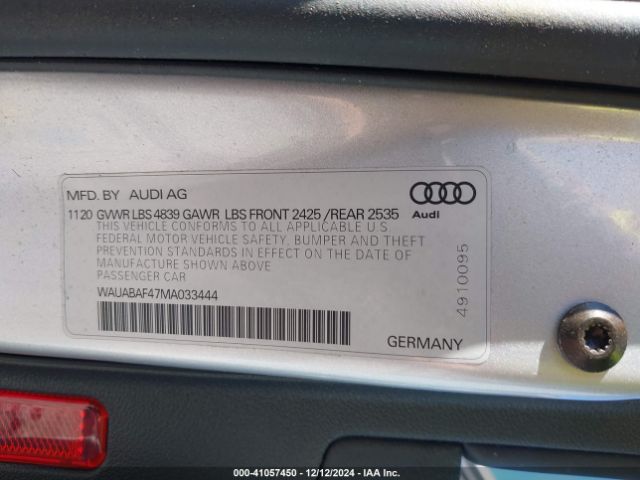 MFD. BY AUDI AG
1120 GVWR LBS 4839 GAWR LBS FRONT 2425 /REAR 2535
THIS VEHICLE CONFORMS TO ALL APPLICABLE U.S
FEDERAL MOTOR VEHICLE SAFETY, BUMPER AND THEFT
PREVENTION STANDARDS IN EFFECT ON THE DATE OF
MANUFACTURE SHOWN ABOVE
PASSENGER CAR
WAUABAF47MA033444
Audi
4910095
GERMANY
000-41057450 - 12/12/2024 - IAA Inc.